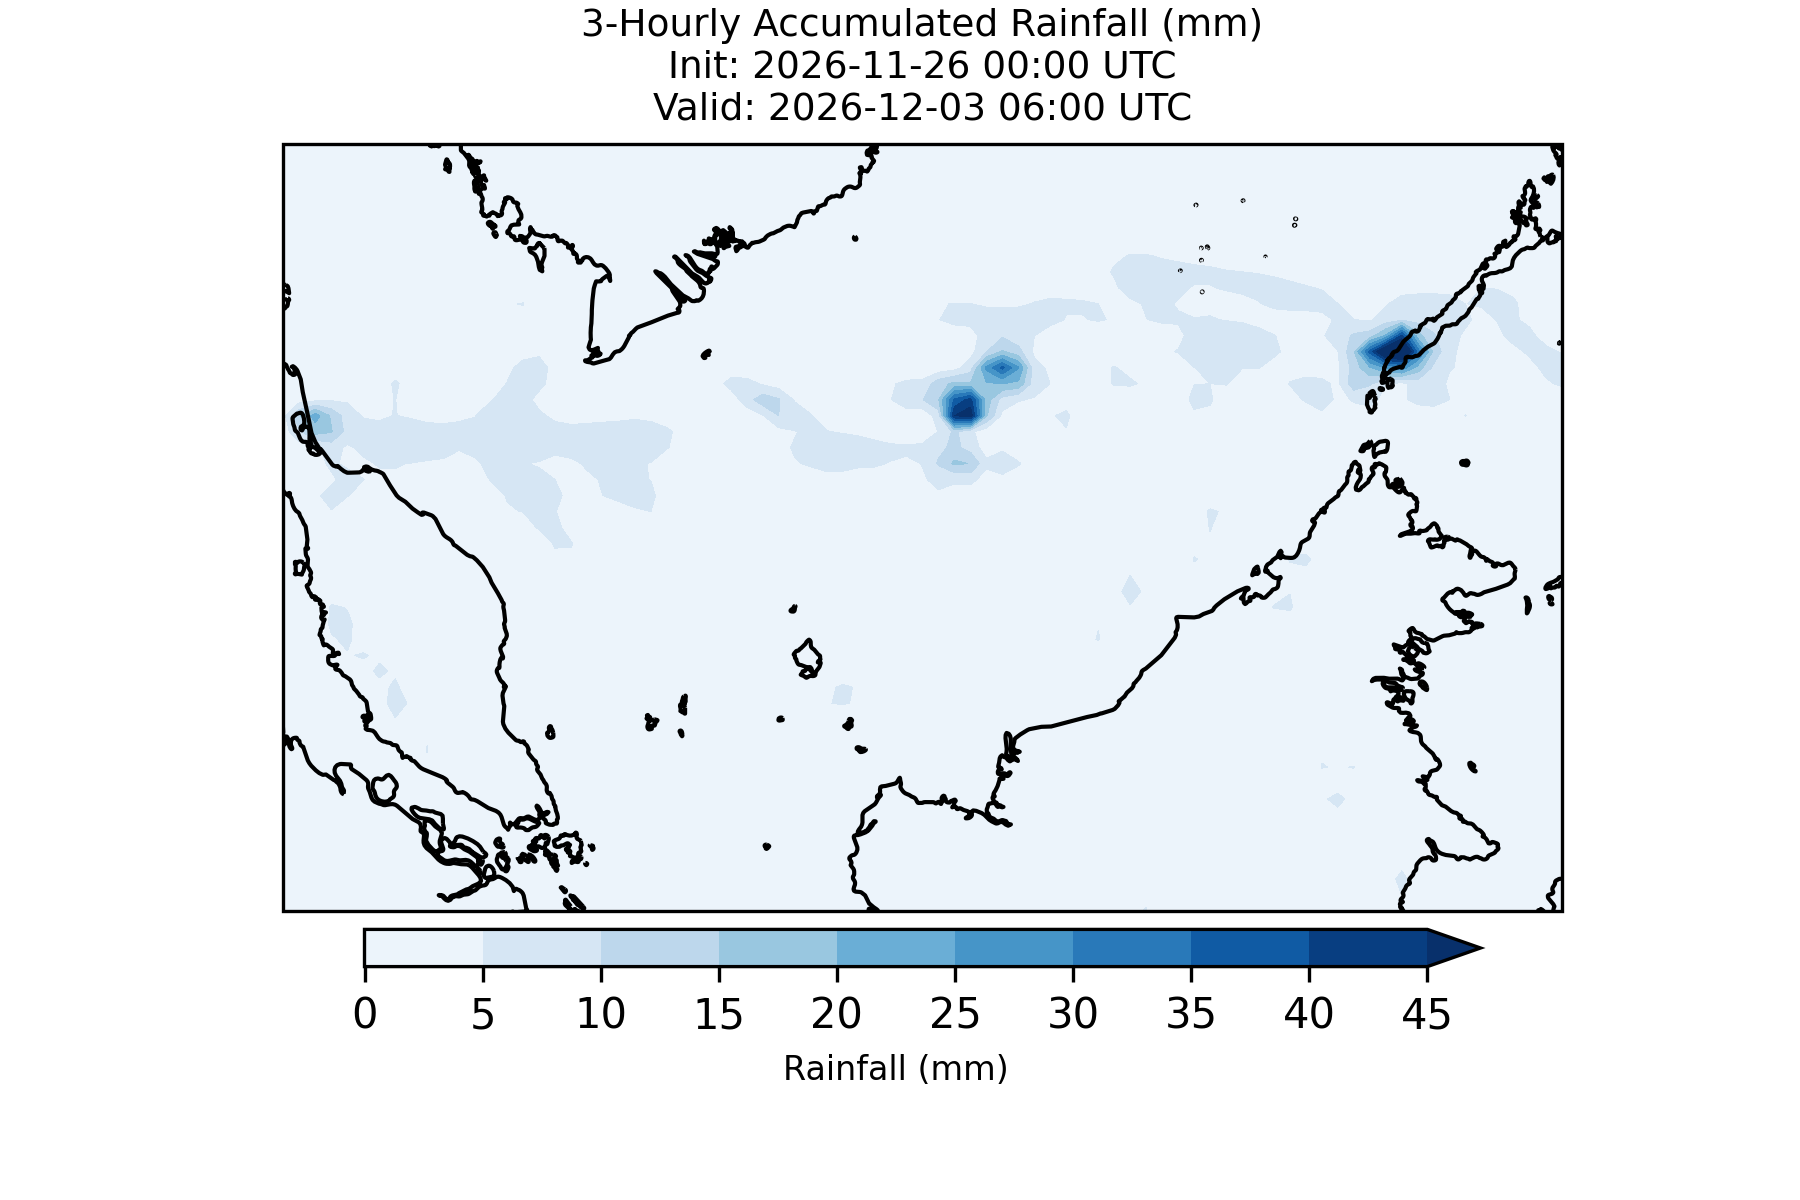 3-Hourly Accumulated Rainfall (mm)
Init: 2026-11-26 00:00 UTC
Valid: 2026-12-03 06:00 UTC
0 5 10 15 20 25 30 35 40 45
Rainfall (mm)